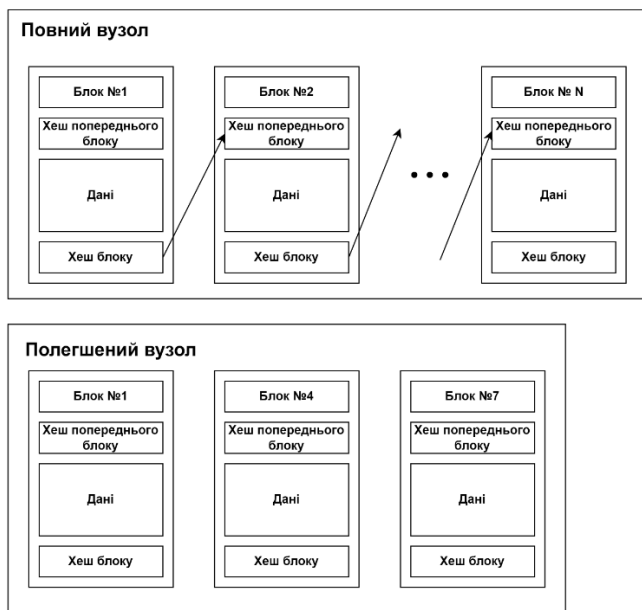 Повний вузол
Блок №1
Хеш попереднього
блоку
Дані
Хеш блоку
Блок №2
Хеш попереднього
блоку
Дані
Хеш блоку
• • •
Блок № N
Хеш попереднього
блоку
Дані
Хеш блоку
Полегшений вузол
Блок №1
Хеш попереднього
блоку
Дані
Хеш блоку
Блок №4
Хеш попереднього
блоку
Дані
Хеш блоку
Блок №7
Хеш попереднього
блоку
Дані
Хеш блоку